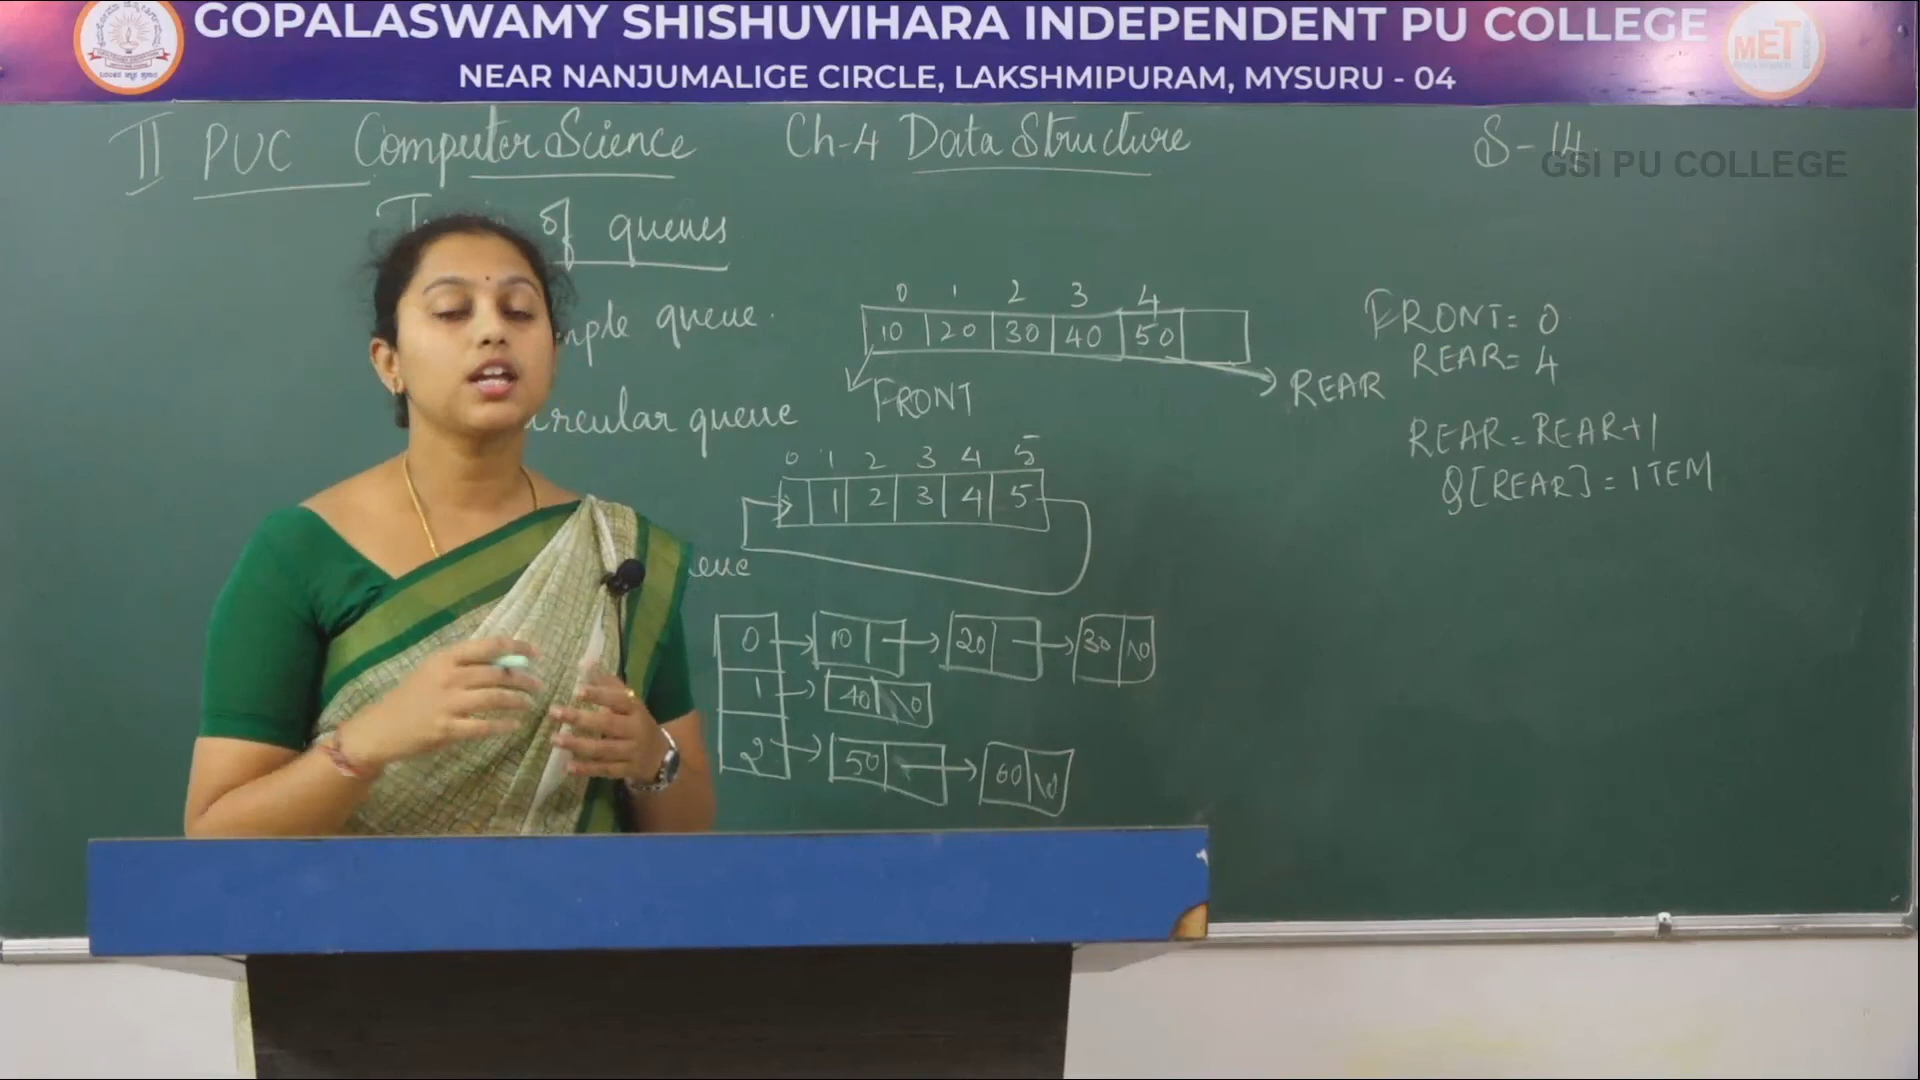 GOPALASWAMY SHISHUVIHARA INDEPENDENT PU COLLEGE
MET
NEAR NANJUMALIGE CIRCLE, LAKSHMIPURAM, MYSURU - 04
II PUC Computer Science Ch-4 Data Structure S-14
GSI PU COLLEGE
of queues
0 1 2 3 4
10 20 30 40 50
queue.
FRONT = 0
REAR = 4
FRONT
REAR
queue
REAR = REAR+1
Q[REAR] = ITEM
0 1 2 3 4 5
1 2 3 4 5
0 10 20 30 \0
1 40 \0
2 50 60 \0